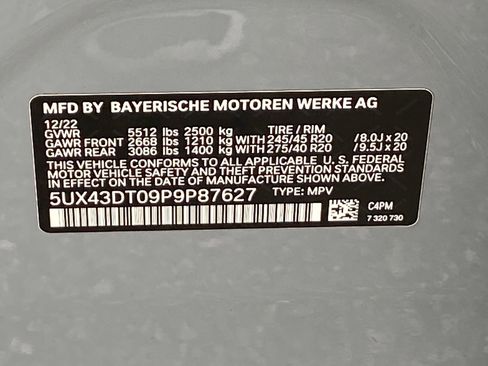 MFD BY BAYERISCHE MOTOREN WERKE AG
12/22
GVWR 5512 lbs 2500 kg TIRE / RIM
GAWR FRONT 2668 lbs 1210 kg WITH 245/45 R20 /8.0J x 20
GAWR REAR 3086 lbs 1400 kg WITH 275/40 R20 /9.5J x 20
THIS VEHICLE CONFORMS TO ALL APPLICABLE U. S. FEDERAL
MOTOR VEHICLE SAFETY, BUMPER AND THEFT PREVENTION
STANDARDS IN EFFECT ON THE DATE OF MANUFACTURE SHOWN ABOVE.
5UX43DT09P9P87627 TYPE: MPV
C4PM
7 320 730